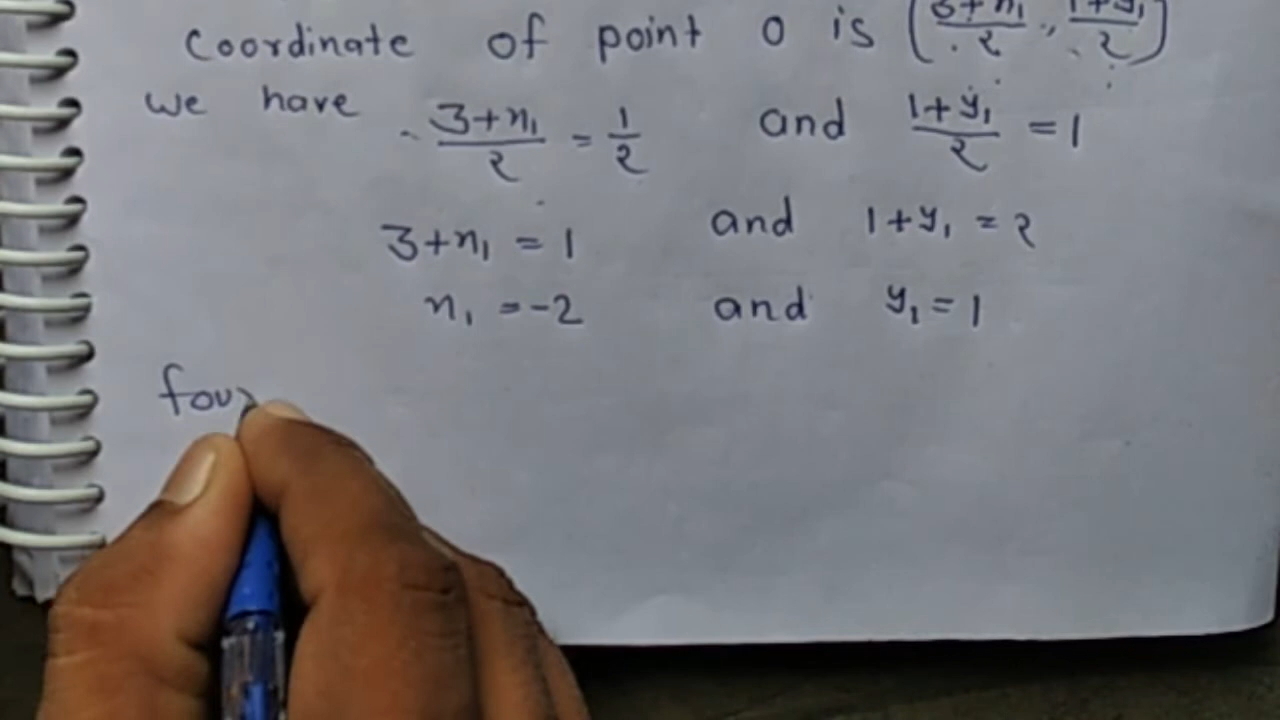 Coordinate of point O is (3+x₁/2, 1+y₁/2)
we have 3+x₁/2 = 1/2 and 1+y₁/2 = 1
3+x₁ = 1 and 1+y₁ = 2
x₁ = -2 and y₁ = 1
four